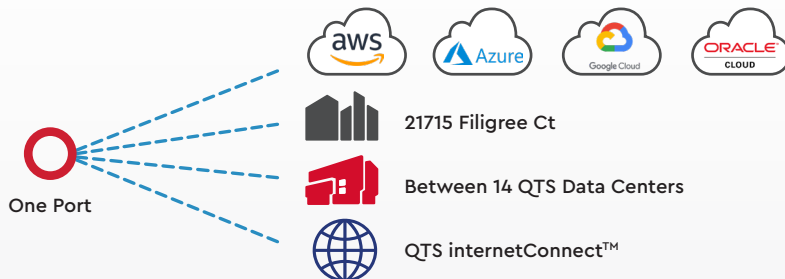 aws
Azure
Google Cloud
ORACLE
CLOUD
21715 Filigree Ct
One Port
Between 14 QTS Data Centers
QTS internetConnect™